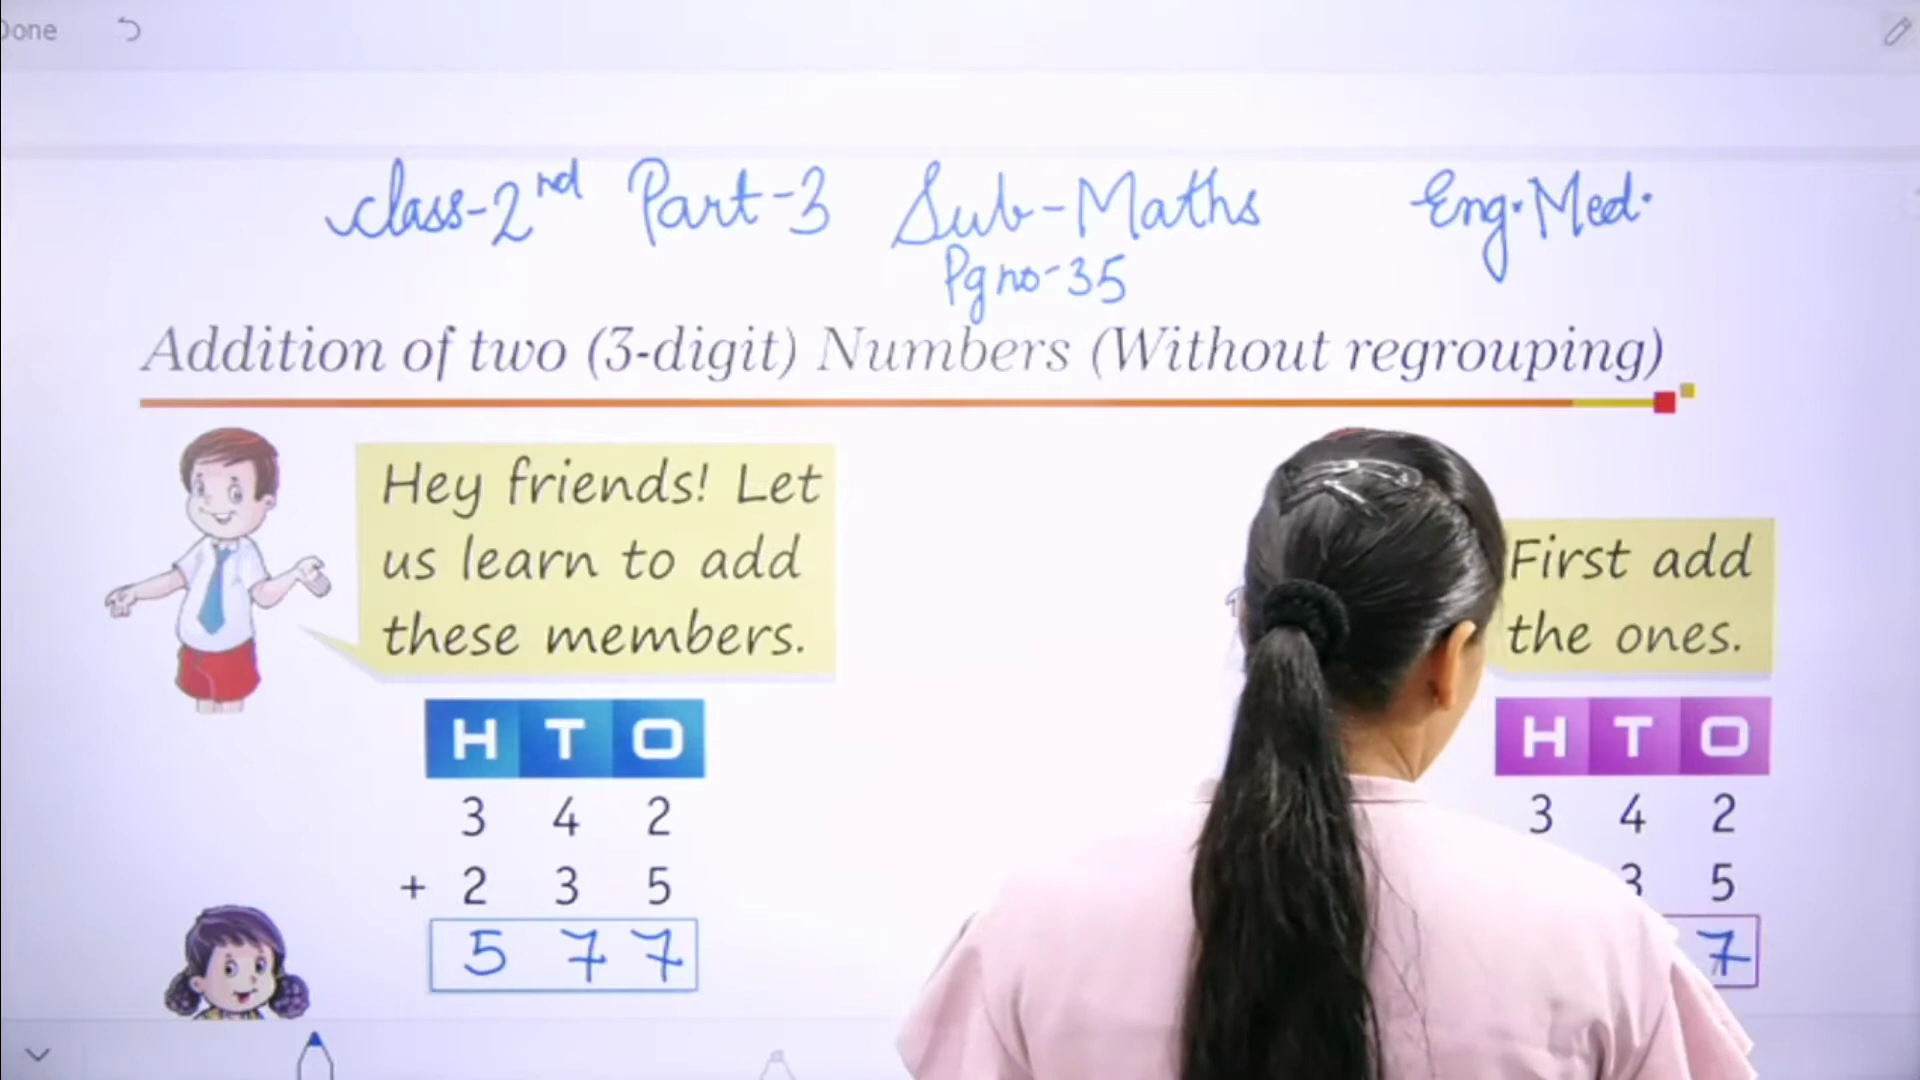 Done
Class-2nd Part-3 Sub-Maths Eng.Med.
Pg no-35
Addition of two (3-digit) Numbers (Without regrouping)
Hey friends! Let
us learn to add
these members.
First add
the ones.
H T O
3 4 2
+ 2 3 5
5 7 7
H T O
3 4 2
3 5
7